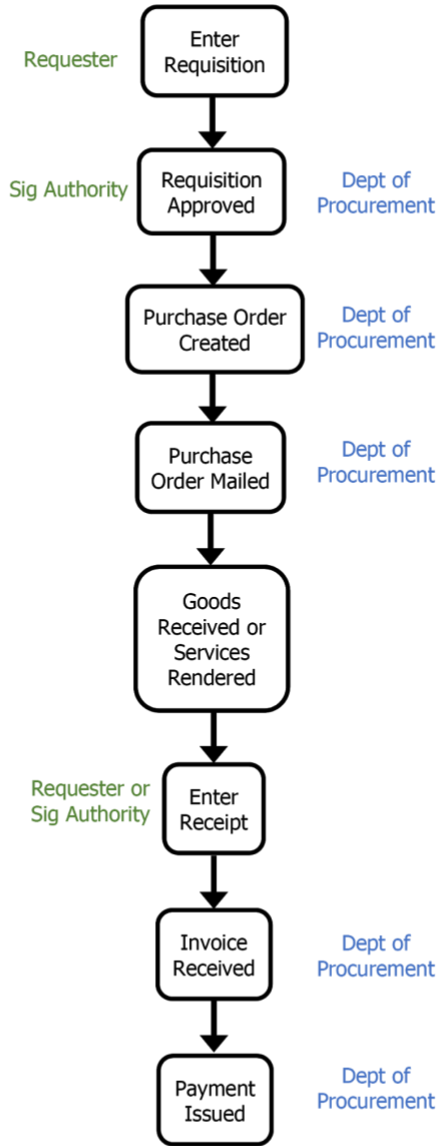 Requester
Enter
Requisition
Sig Authority
Requisition
Approved
Dept of
Procurement
Purchase Order
Created
Dept of
Procurement
Purchase
Order Mailed
Dept of
Procurement
Goods
Received or
Services
Rendered
Requester or
Sig Authority
Enter
Receipt
Invoice
Received
Dept of
Procurement
Payment
Issued
Dept of
Procurement